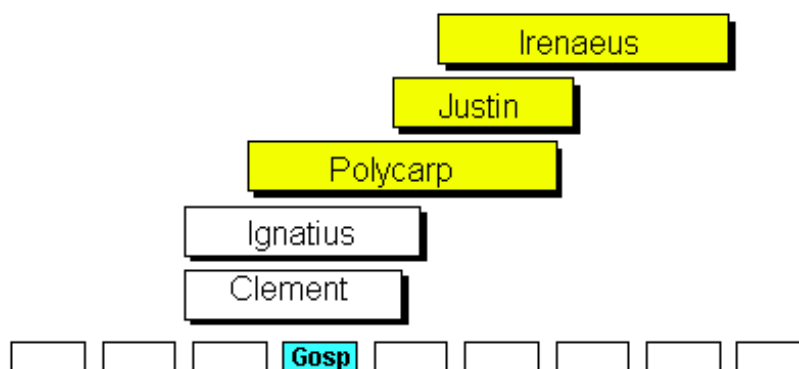 Irenaeus
Justin
Polycarp
Ignatius
Clement
Gosp